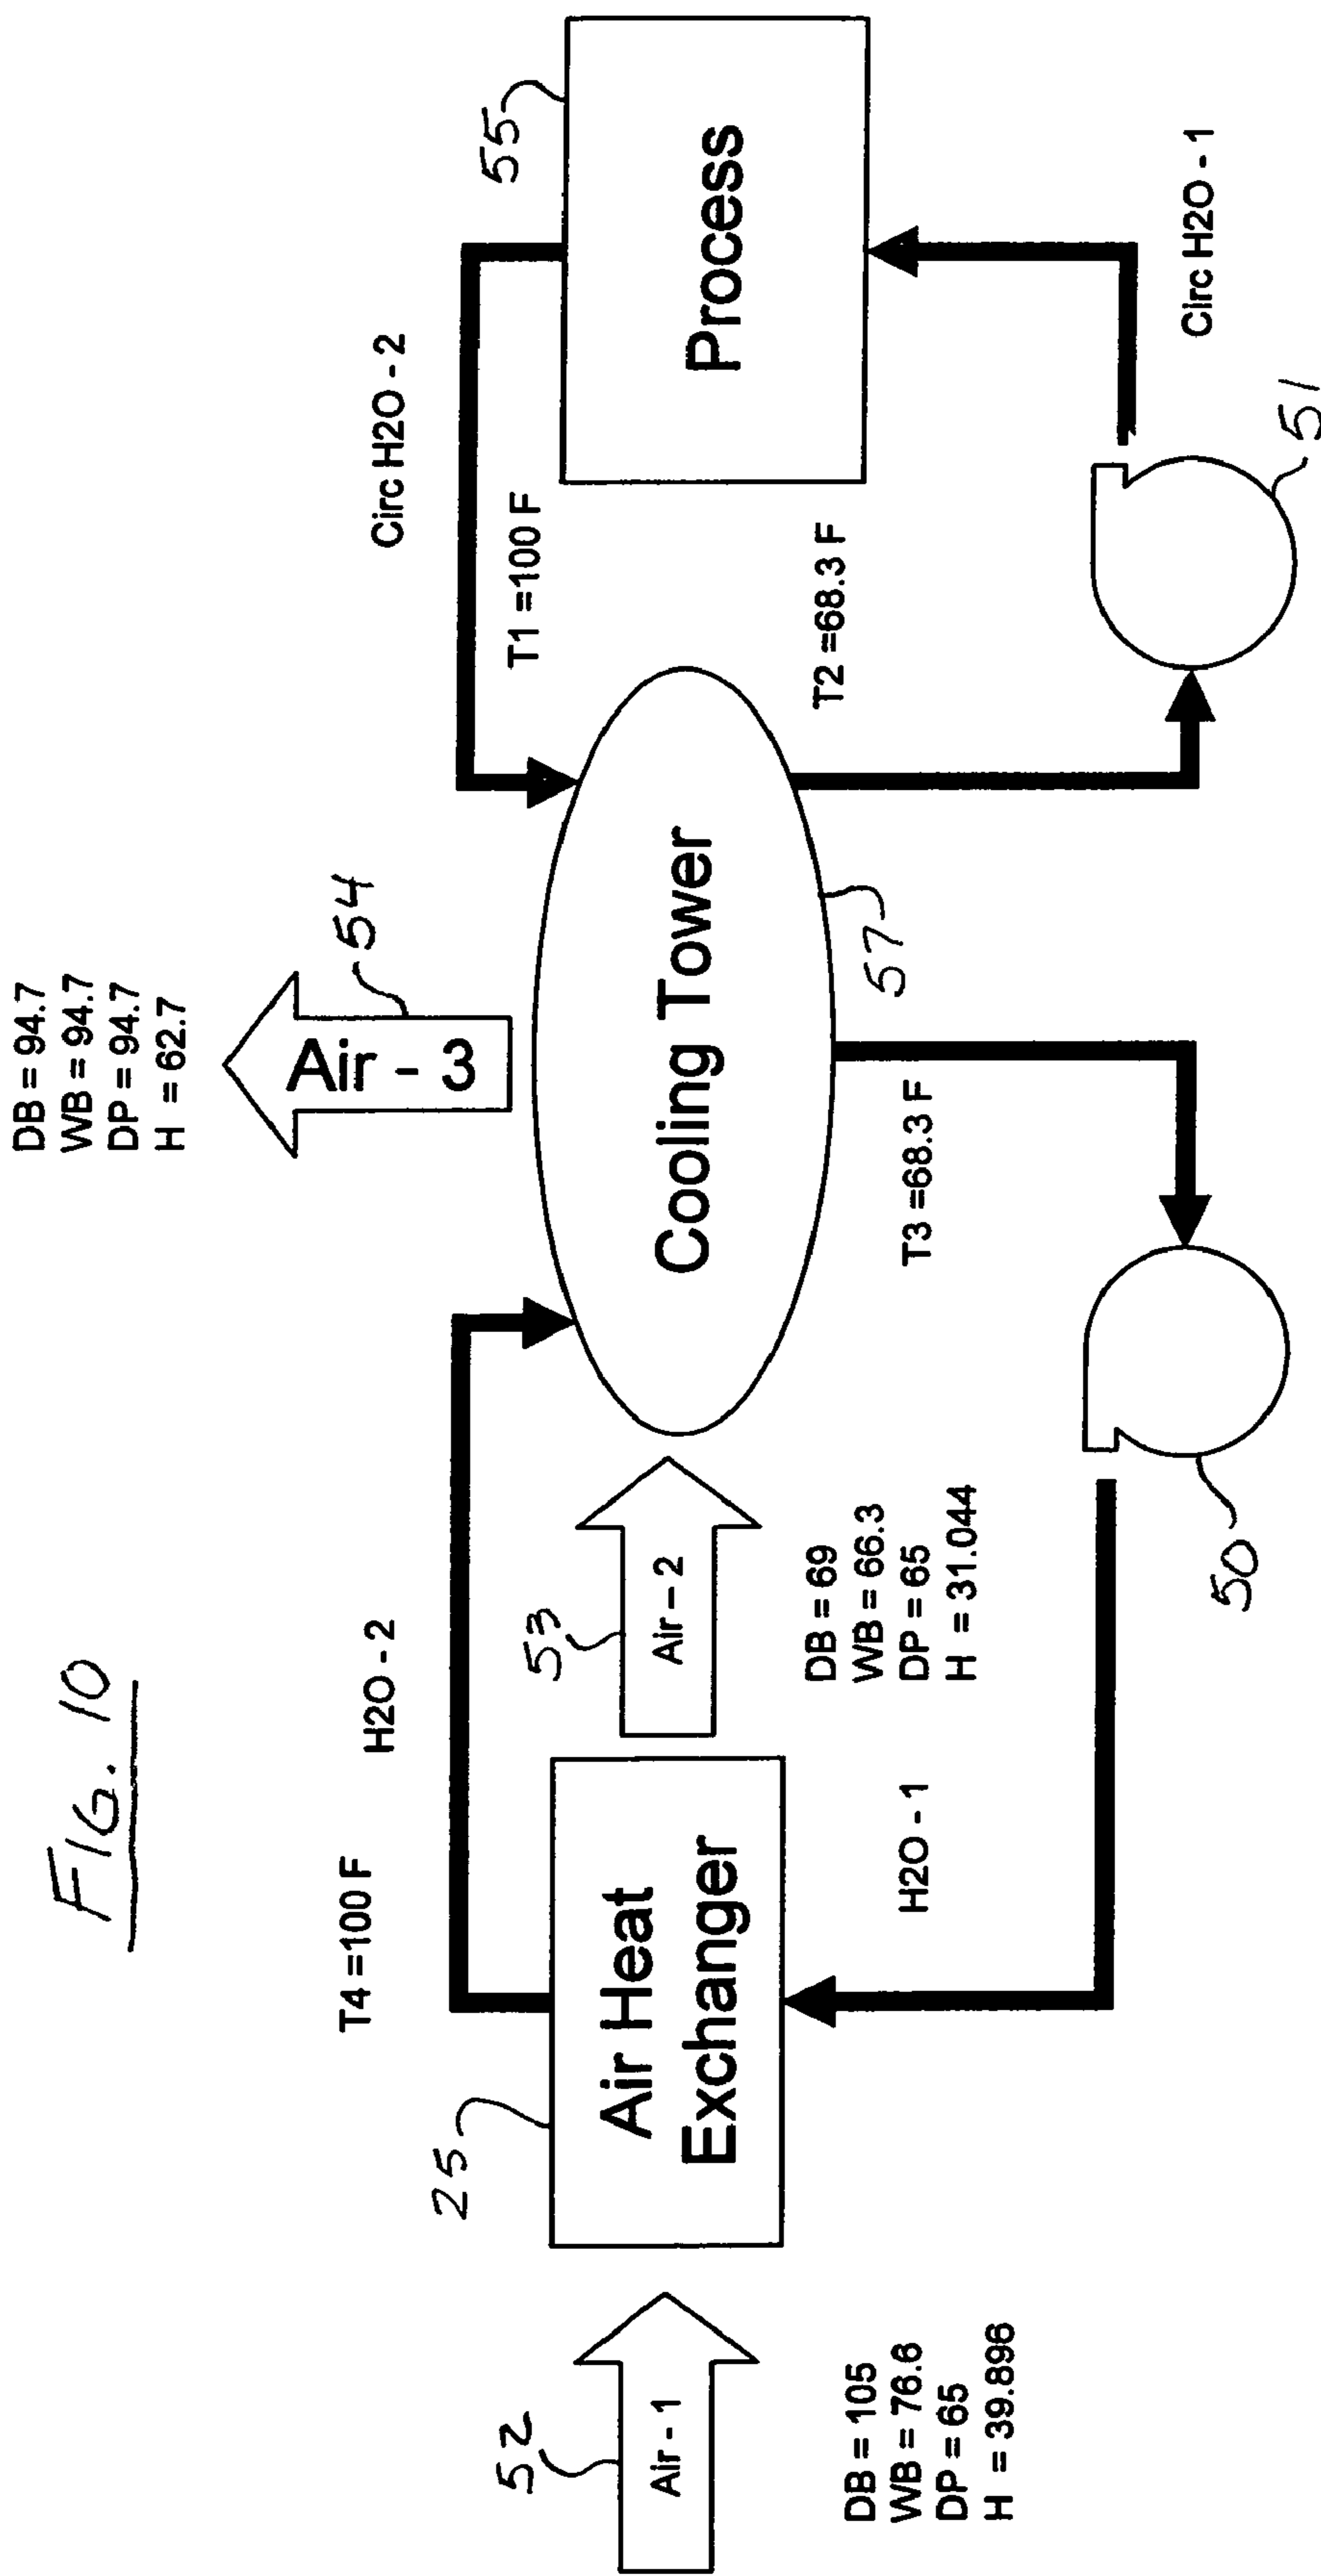 FIG. 10
T4 =100 F
H2O - 2
DB = 94.7
WB = 94.7
DP = 94.7
H = 62.7
Air - 3
54
Circ H2O - 2
T1 =100 F
55
Process
25
Air Heat
Exchanger
52
Air - 1
DB = 105
WB = 76.6
DP = 65
H = 39.896
53
Air - 2
DB = 69
WB = 66.3
DP = 65
H = 31.044
Cooling Tower
57
T3 =68.3 F
T2 =68.3 F
H2O - 1
50
51
Circ H2O - 1